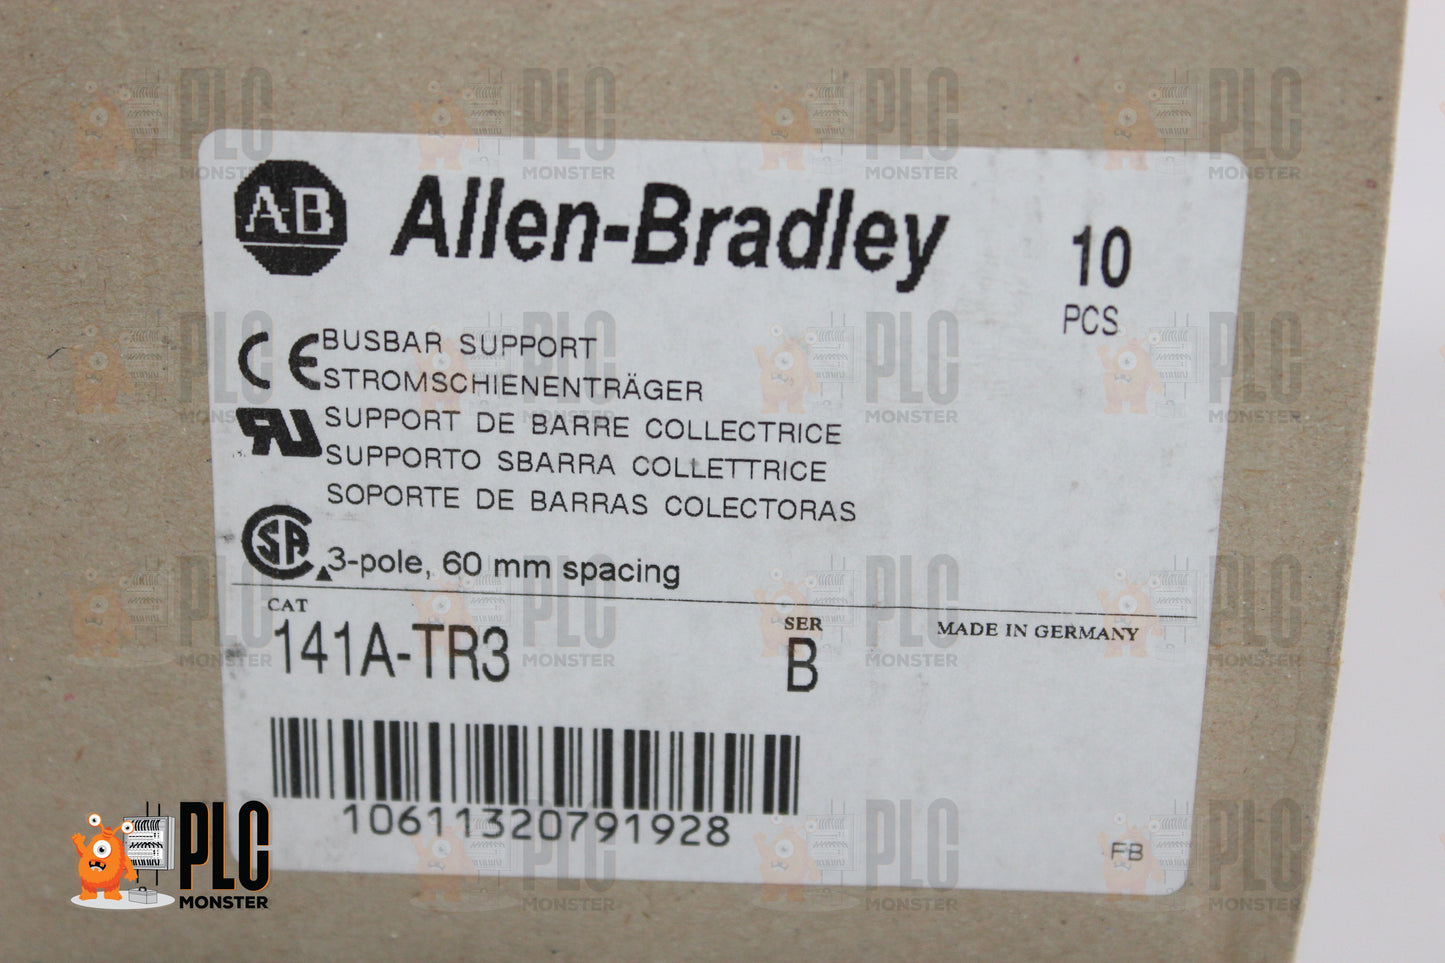 AB Allen-Bradley
10
PCS
CE
BUSBAR SUPPORT
STROMSCHIENENTRÄGER
SUPPORT DE BARRE COLLECTRICE
SUPPORTO SBARRA COLLETTRICE
SOPORTE DE BARRAS COLECTORAS
3-pole, 60 mm spacing
CAT
141A-TR3
SER
B
MADE IN GERMANY
10611320791928
FB
PLC
MONSTER